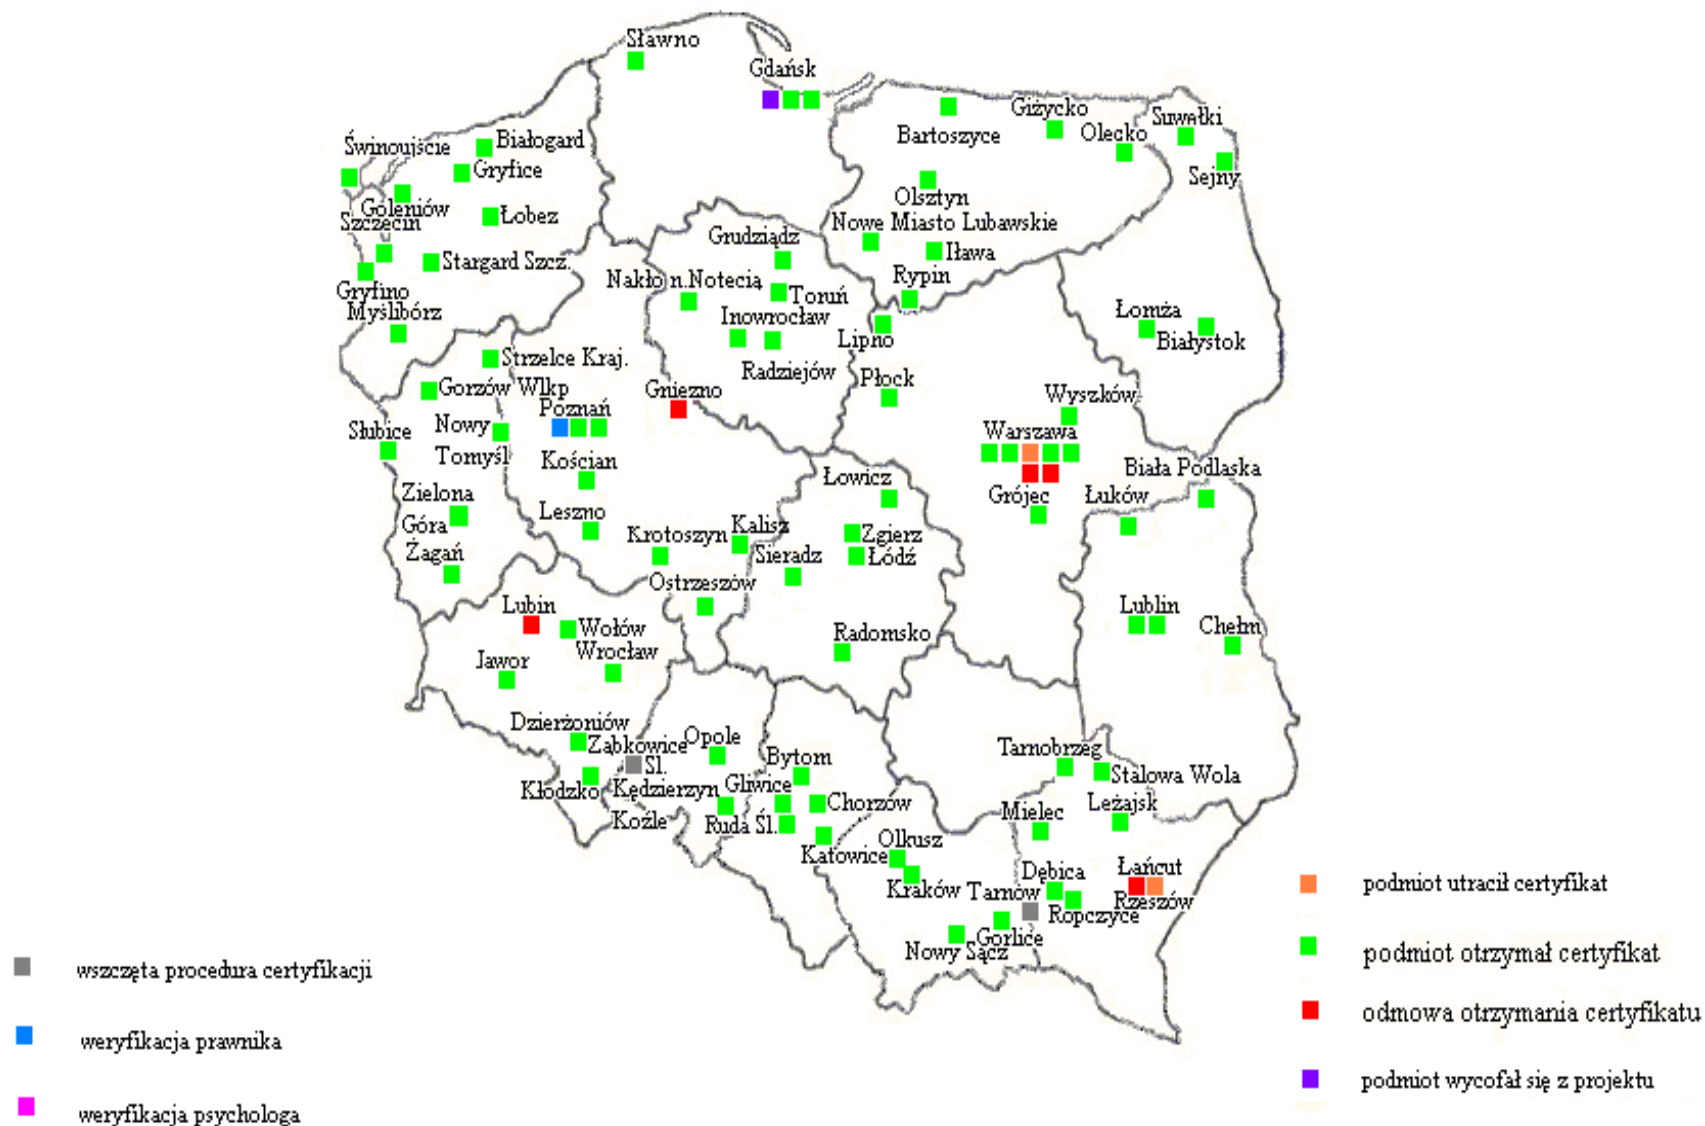 Sławno
Gdańsk
Giżycko
Suwałki
Bartoszyce
Olecko
Świnoujście
Białogard
Gryfice
Sejny
Olsztyn
Goleniów
Łobez
Szczecin
Nowe Miasto Lubawskie
Grudziądz
Iława
Stargard Szcz.
Rypin
Nakło n.Notecią
Gryfino
Toruń
Myślibórz
Inowrocław
Łomża
Lipno
Białystok
Strzelce Kraj.
Radziejów
Płock
Gorzów Wlkp
Gniezno
Wyszków
Poznań
Słubice
Nowy
Tomyśl
Warszawa
Kościan
Biała Podlaska
Łowicz
Zielona
Góra
Grójec
Łuków
Leszno
Krotoszyn
Kalisz
Zgierz
Żagań
Sieradz
Łódź
Ostrzeszów
Lubin
Wołów
Lublin
Chełm
Radomsko
Wrocław
Jawor
Dzierżoniów
Ząbkowice
Śl.
Opole
Tarnobrzeg
Bytom
Stalowa Wola
Kłodzko
Kędzierzyn
Koźle
Gliwice
Chorzów
Leżajsk
Mielec
Ruda Śl.
Olkusz
Katowice
Łańcut
Dębica
Kraków
Tarnów
Rzeszów
Ropczyce
Gorlice
Nowy Sącz
podmiot utracił certyfikat
podmiot otrzymał certyfikat
wszczęta procedura certyfikacji
odmowa otrzymania certyfikatu
weryfikacja prawnika
podmiot wycofał się z projektu
weryfikacja psychologa